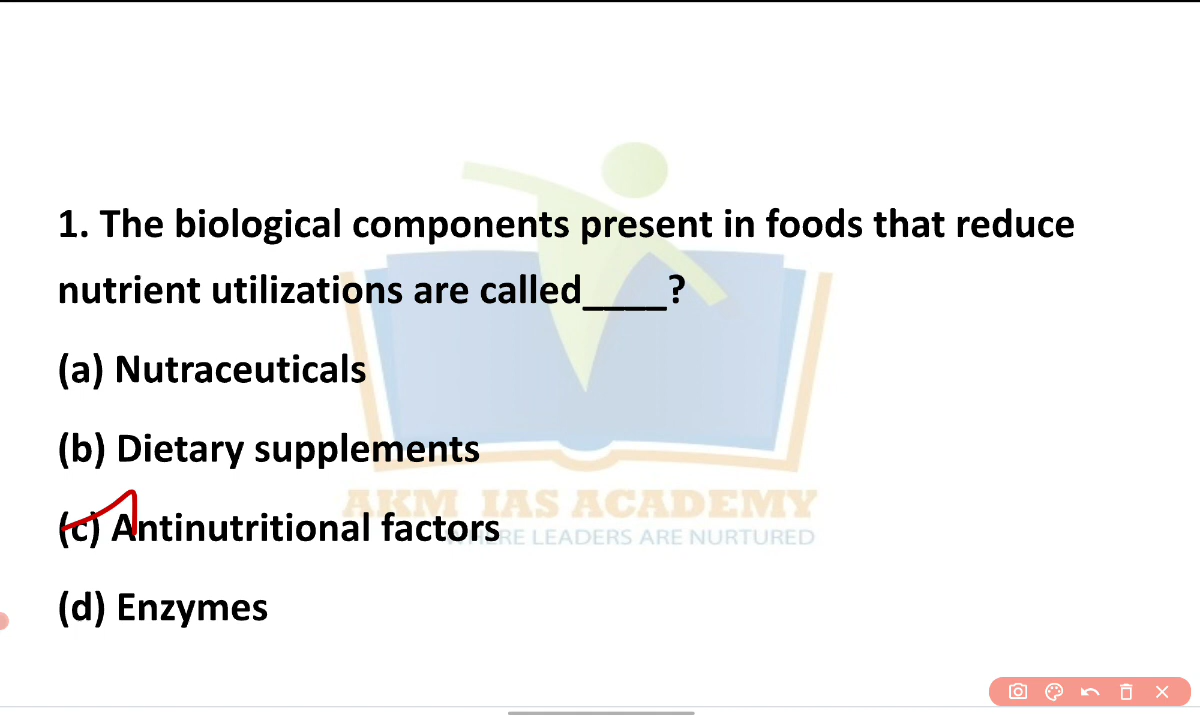 1. The biological components present in foods that reduce
nutrient utilizations are called____?
(a) Nutraceuticals
(b) Dietary supplements
AKM IAS ACADEMY
(c) Antinutritional factors
WHERE LEADERS ARE NURTURED
(d) Enzymes